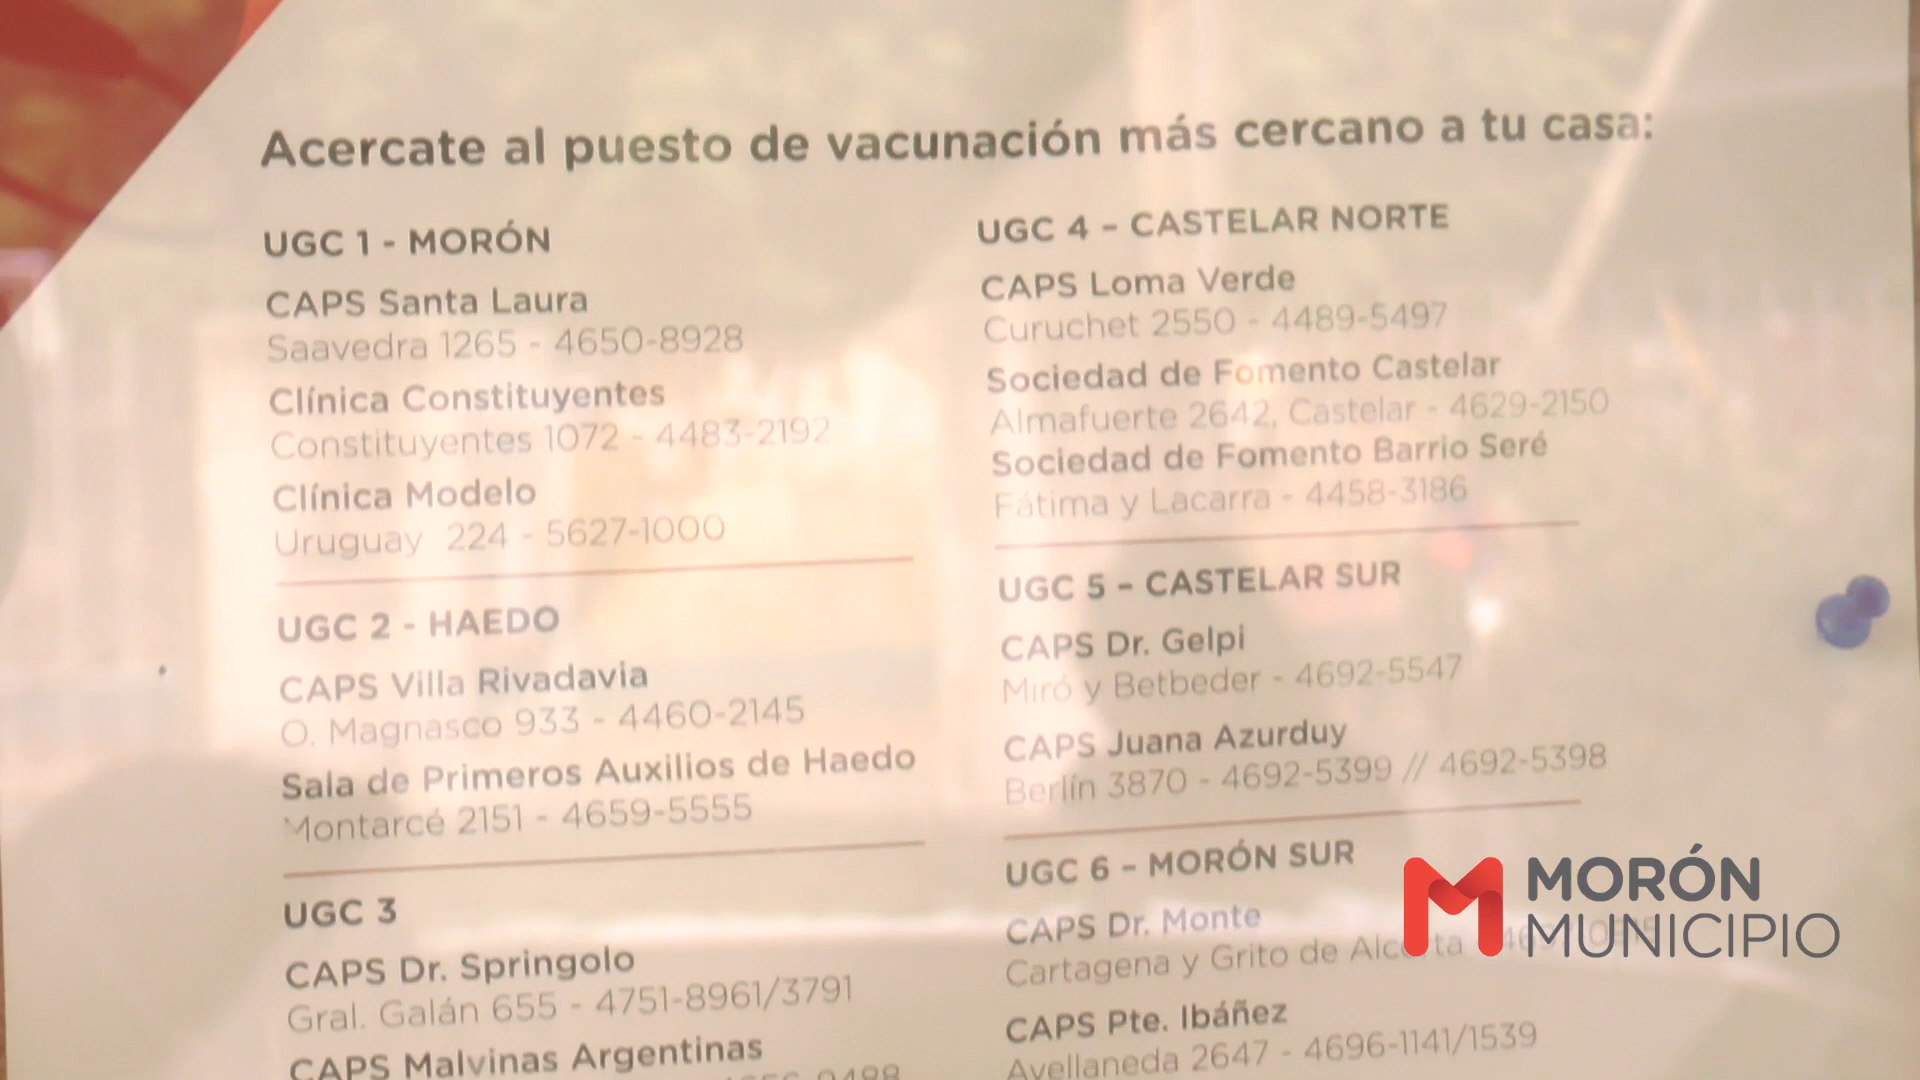 Acercate al puesto de vacunación más cercano a tu casa:
UGC 1 - MORÓN
CAPS Santa Laura
Saavedra 1265 - 4650-8928
Clínica Constituyentes
Constituyentes 1072 - 4483-2192
Clínica Modelo
Uruguay 224 - 5627-1000
UGC 2 - HAEDO
CAPS Villa Rivadavia
O. Magnasco 933 - 4460-2145
Sala de Primeros Auxilios de Haedo
Montarcé 2151 - 4659-5555
UGC 3
CAPS Dr. Springolo
Gral. Galán 655 - 4751-8961/3791
CAPS Malvinas Argentinas
UGC 4 – CASTELAR NORTE
CAPS Loma Verde
Curuchet 2550 - 4489-5497
Sociedad de Fomento Castelar
Almafuerte 2642, Castelar - 4629-2150
Sociedad de Fomento Barrio Seré
Fátima y Lacarra - 4458-3186
UGC 5 – CASTELAR SUR
CAPS Dr. Gelpi
Miró y Betbeder - 4692-5547
CAPS Juana Azurduy
Berlín 3870 - 4692-5399 // 4692-5398
UGC 6 – MORÓN SUR
CAPS Dr. Monte
Cartagena y Grito de
CAPS Pte. Ibáñez
Avellaneda 2647 - 4696-1141/1539
MORÓN
MUNICIPIO